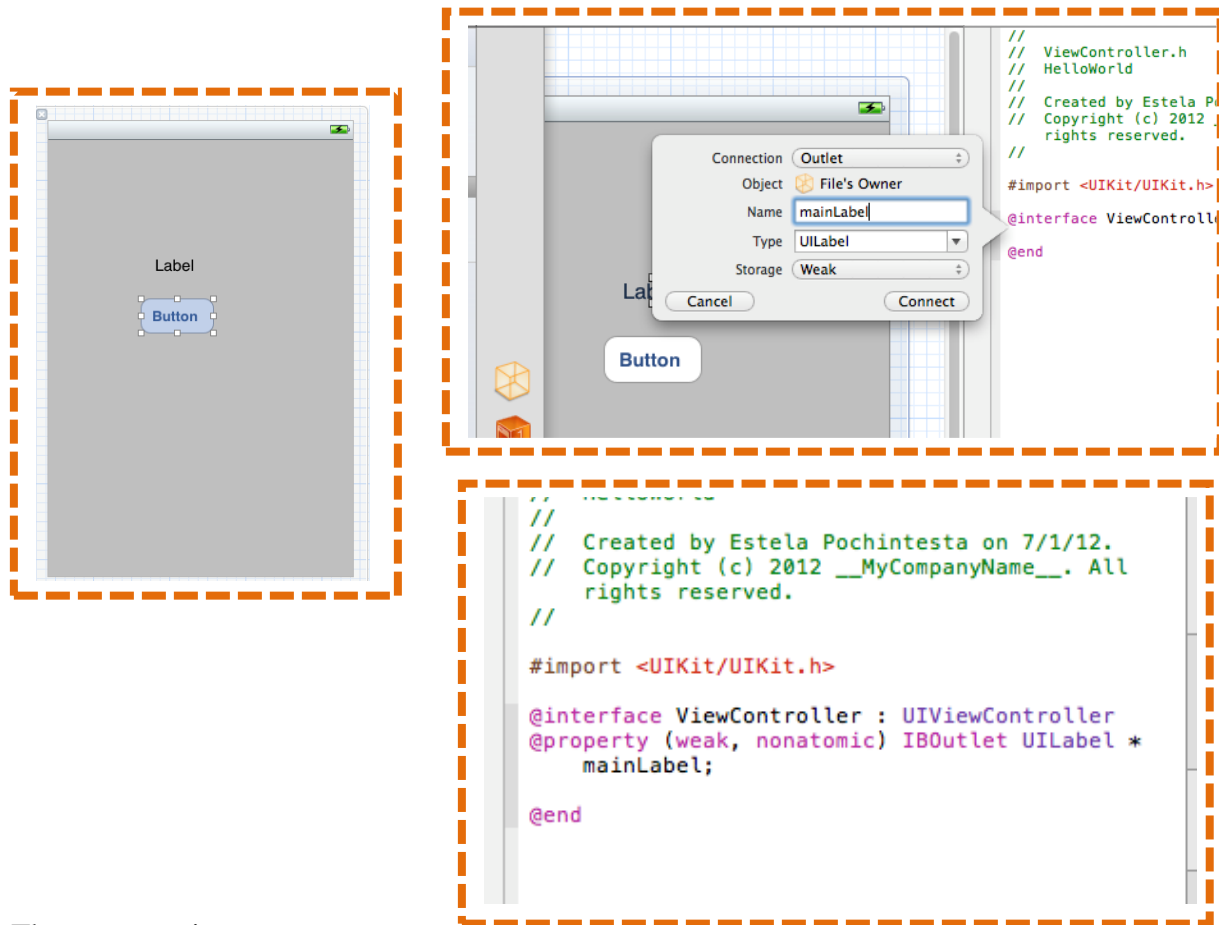 Label
Button
Connection Outlet
Object File's Owner
Name mainLabel
Type UILabel
Storage Weak
Cancel Connect
Button
//
// ViewController.h
// HelloWorld
//
// Created by Estela
// Copyright (c) 2012
rights reserved.
//
#import <UIKit/UIKit.h>
@interface
@end
//
// Created by Estela Pochintesta on 7/1/12.
// Copyright (c) 2012 __MyCompanyName__. All
rights reserved.
//
#import <UIKit/UIKit.h>
@interface ViewController : UIViewController
@property (weak, nonatomic) IBOutlet UILabel *
mainLabel;
@end